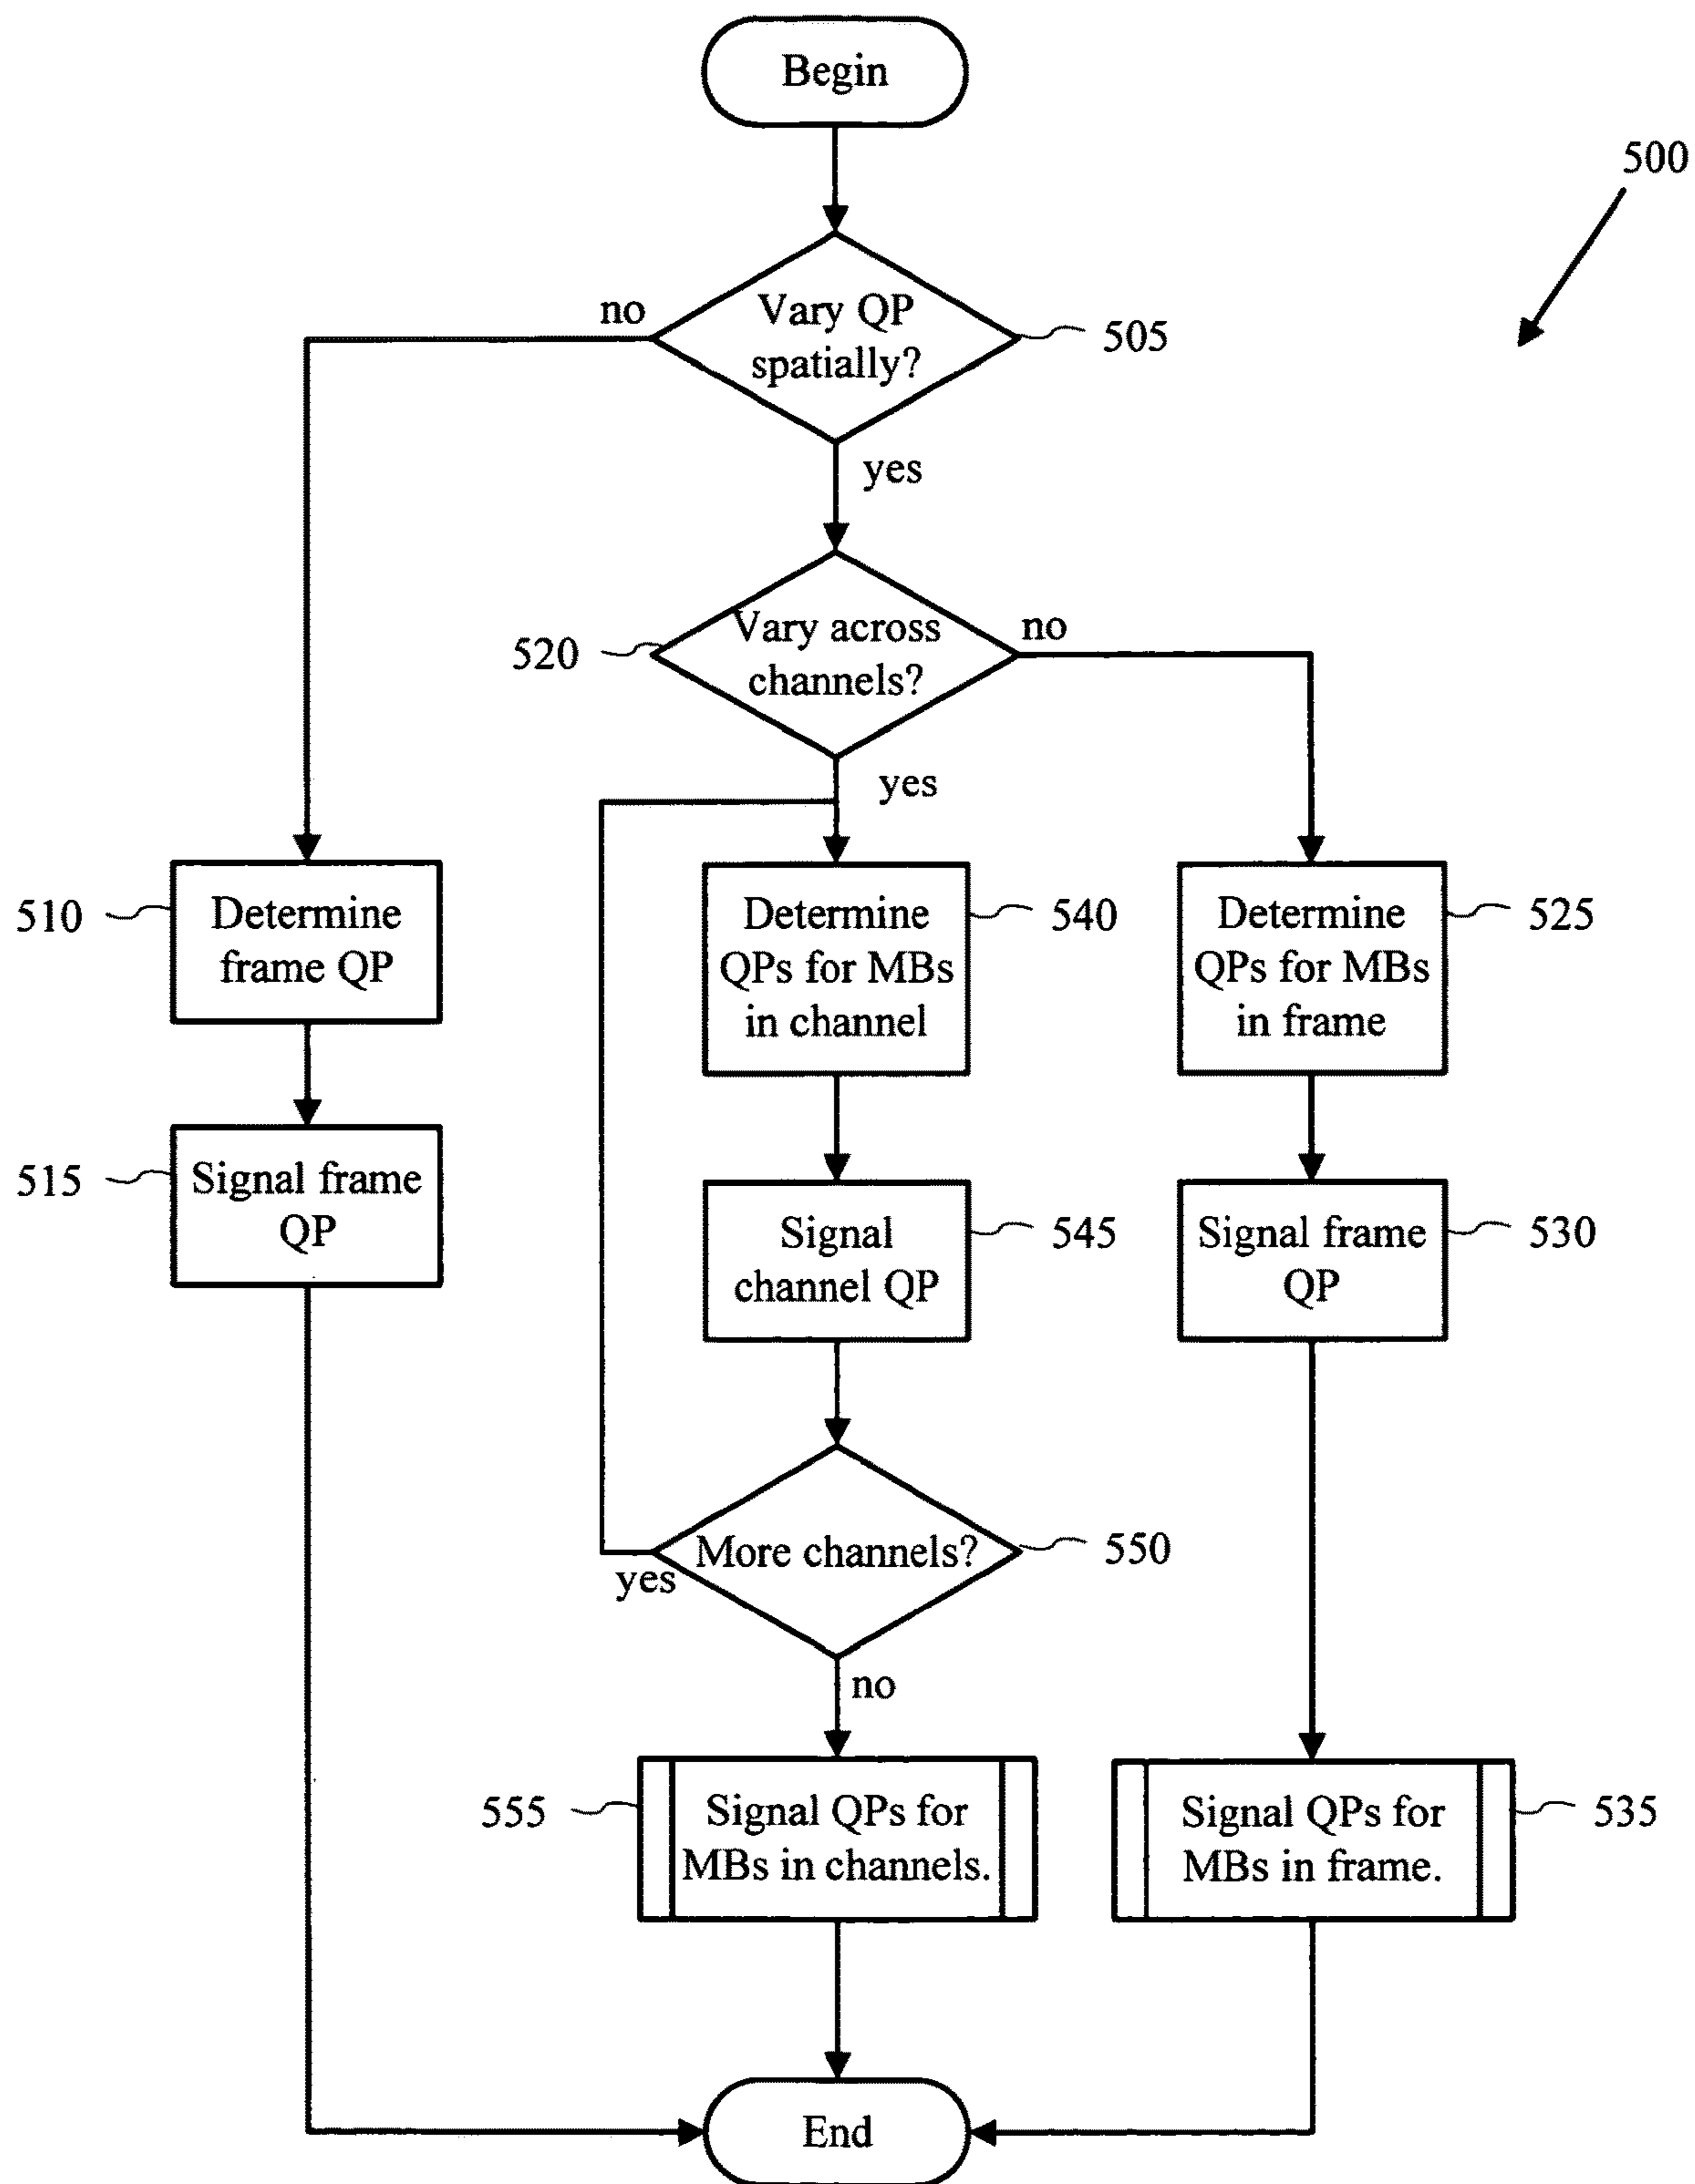 Begin
500
Vary QP
spatially?
505
no
yes
Vary across
channels?
520
no
yes
510
Determine
frame QP
Determine
QPs for MBs
in channel
540
Determine
QPs for MBs
in frame
525
515
Signal frame
QP
Signal
channel QP
545
Signal frame
QP
530
More channels?
550
yes
no
555
Signal QPs for
MBs in channels.
Signal QPs for
MBs in frame.
535
End